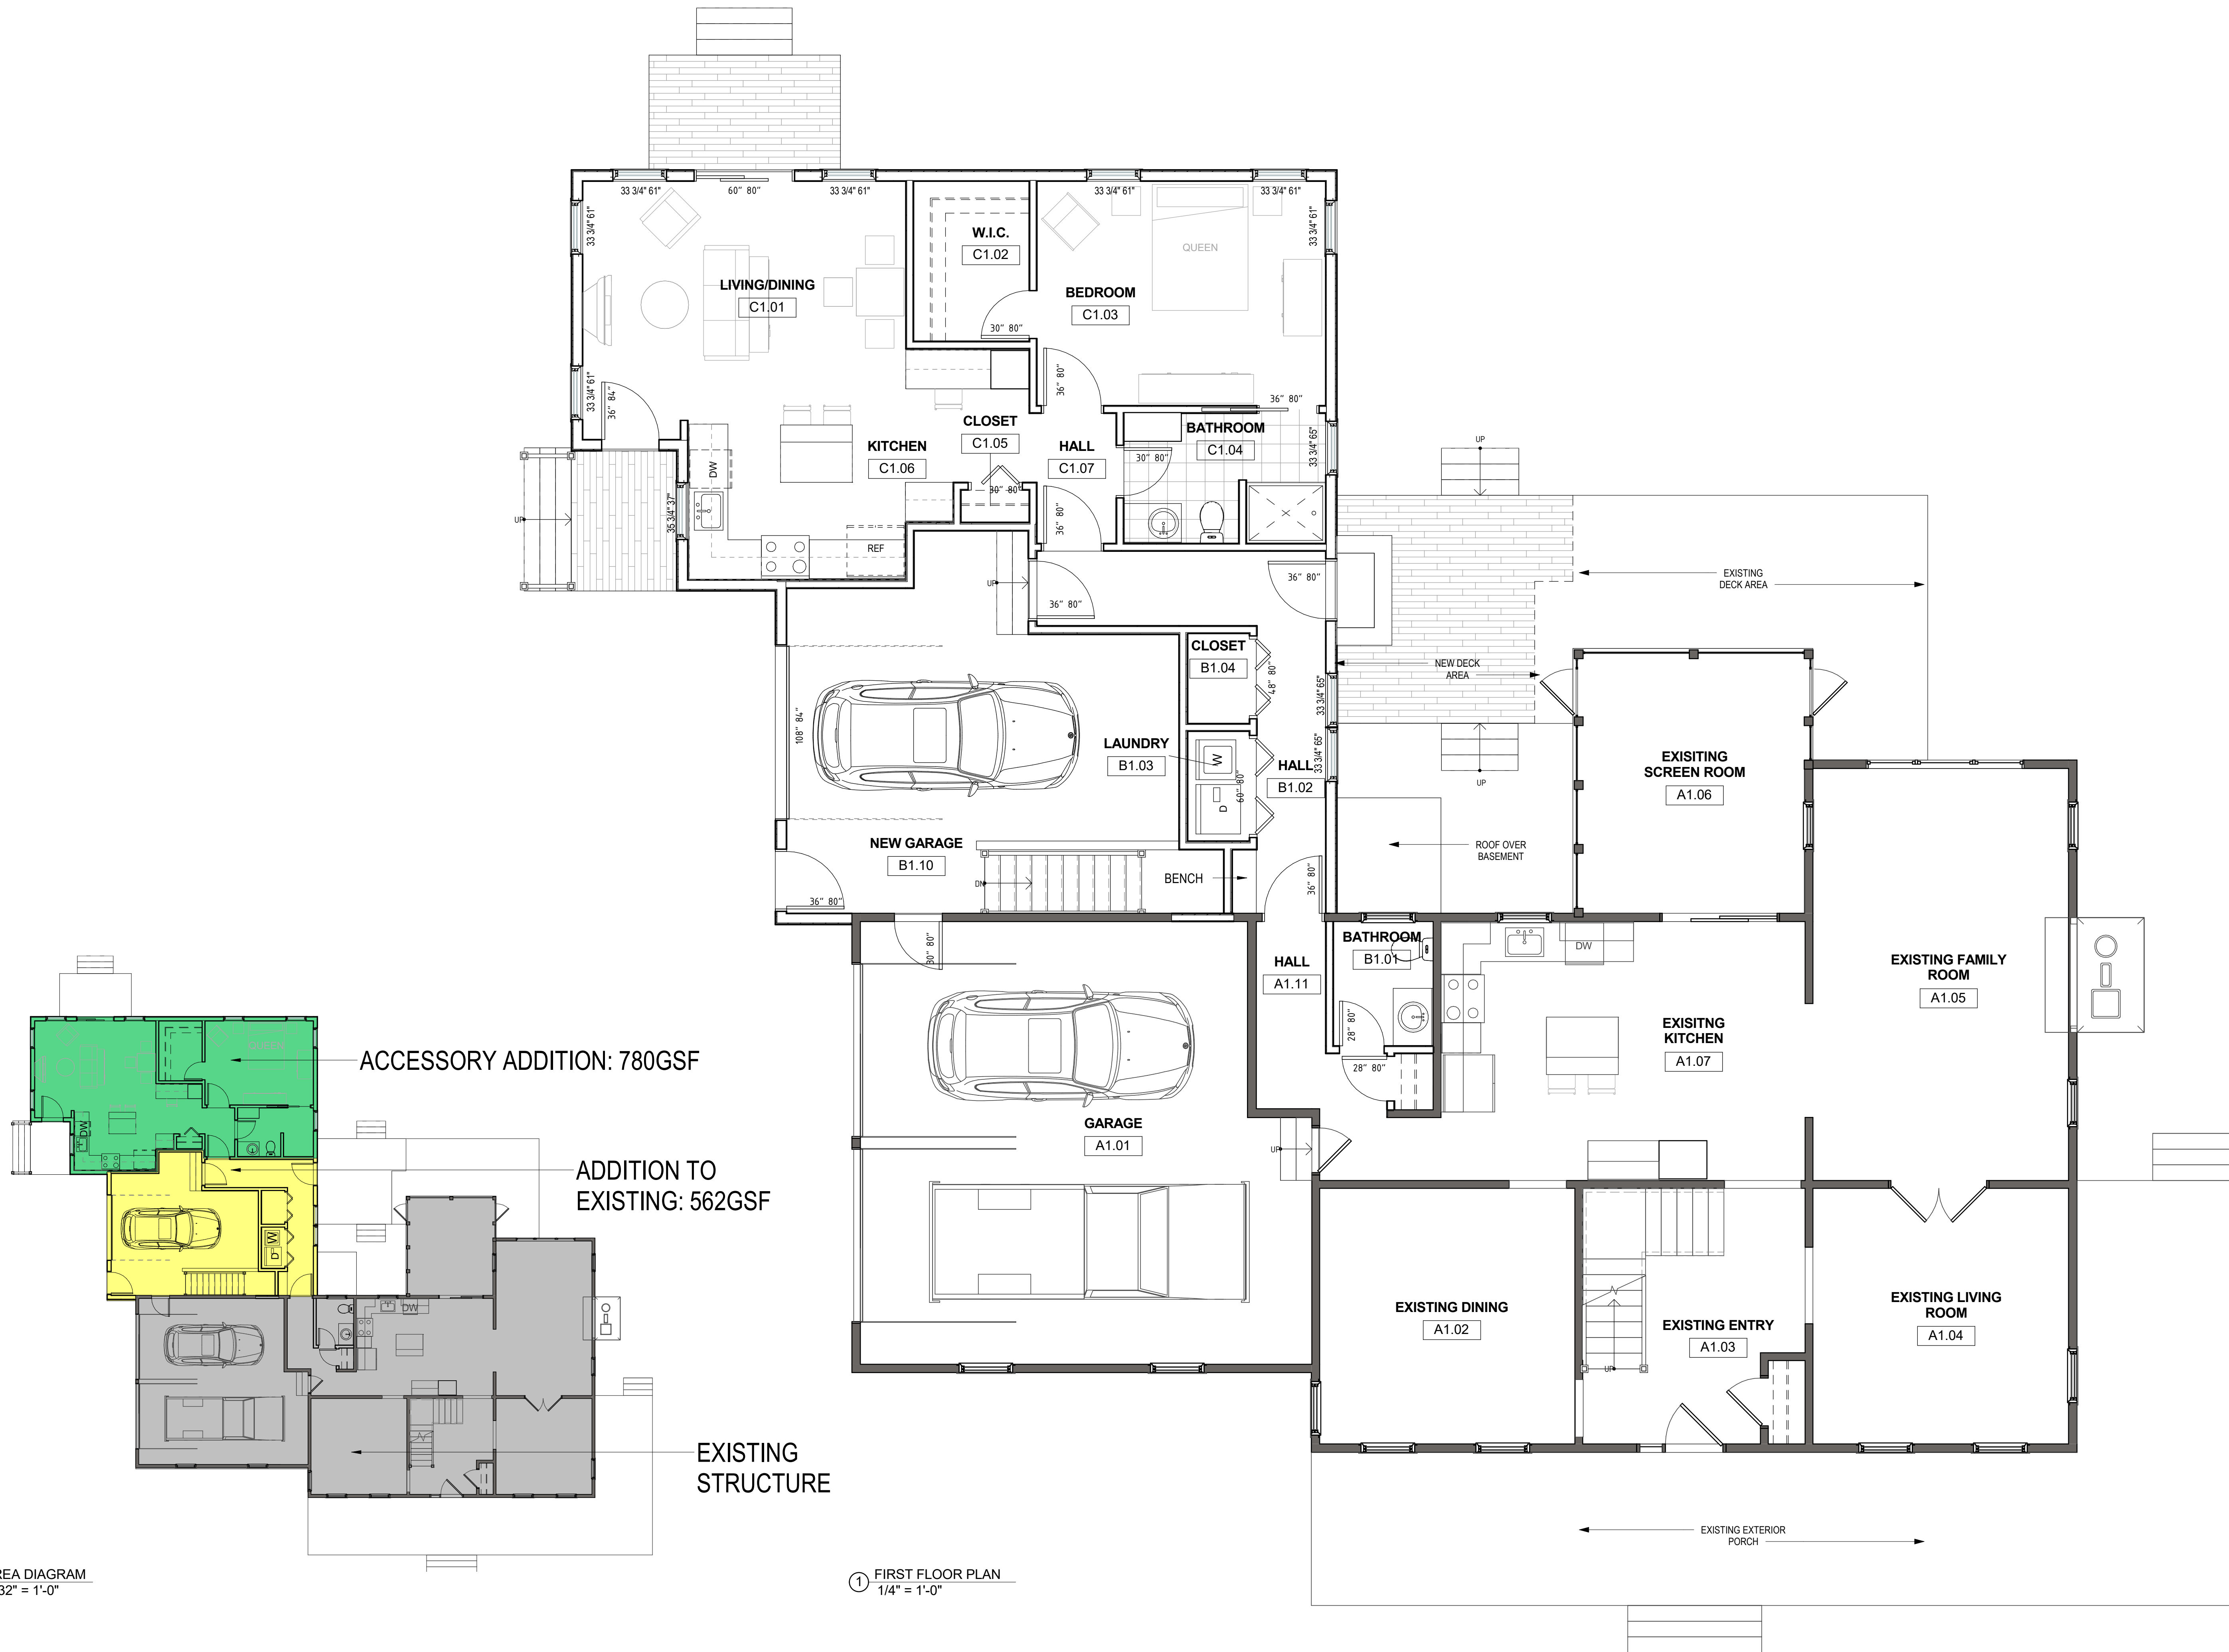 33 3/4" 61"
60" 80"
33 3/4" 61"
33 3/4" 61"
33 3/4" 61"
33 3/4" 61"
33 3/4" 61"
W.I.C.
C1.02
QUEEN
LIVING/DINING
C1.01
BEDROOM
C1.03
30" 80"
33 3/4" 61"
36" 84"
36" 80"
36" 80"
CLOSET
C1.05
KITCHEN
C1.06
HALL
C1.07
BATHROOM
C1.04
30" 80"
33 3/4" 65"
DW
30" 80"
35 3/4" 37"
36" 80"
UP
REF
UP
UP
36" 80"
36" 80"
EXISTING
DECK AREA
CLOSET
B1.04
48" 80"
NEW DECK
AREA
33 3/4" 65"
108" 84"
LAUNDRY
B1.03
W
D
60" 80"
HALL
B1.02
33 3/4" 65"
UP
EXISITING
SCREEN ROOM
A1.06
NEW GARAGE
B1.10
ROOF OVER
BASEMENT
DN
BENCH
36" 80"
36" 80"
30" 80"
BATHROOM
B1.01
DW
HALL
A1.11
EXISTING FAMILY
ROOM
A1.05
28" 80"
EXISITNG
KITCHEN
A1.07
28" 80"
GARAGE
A1.01
UP
EXISTING DINING
A1.02
EXISTING ENTRY
A1.03
UP
EXISTING LIVING
ROOM
A1.04
EXISTING EXTERIOR
PORCH
ACCESSORY ADDITION: 780GSF
DW
ADDITION TO
EXISTING: 562GSF
W
D
DW
EXISTING
STRUCTURE
REA DIAGRAM
32" = 1'-0"
1 FIRST FLOOR PLAN
1/4" = 1'-0"